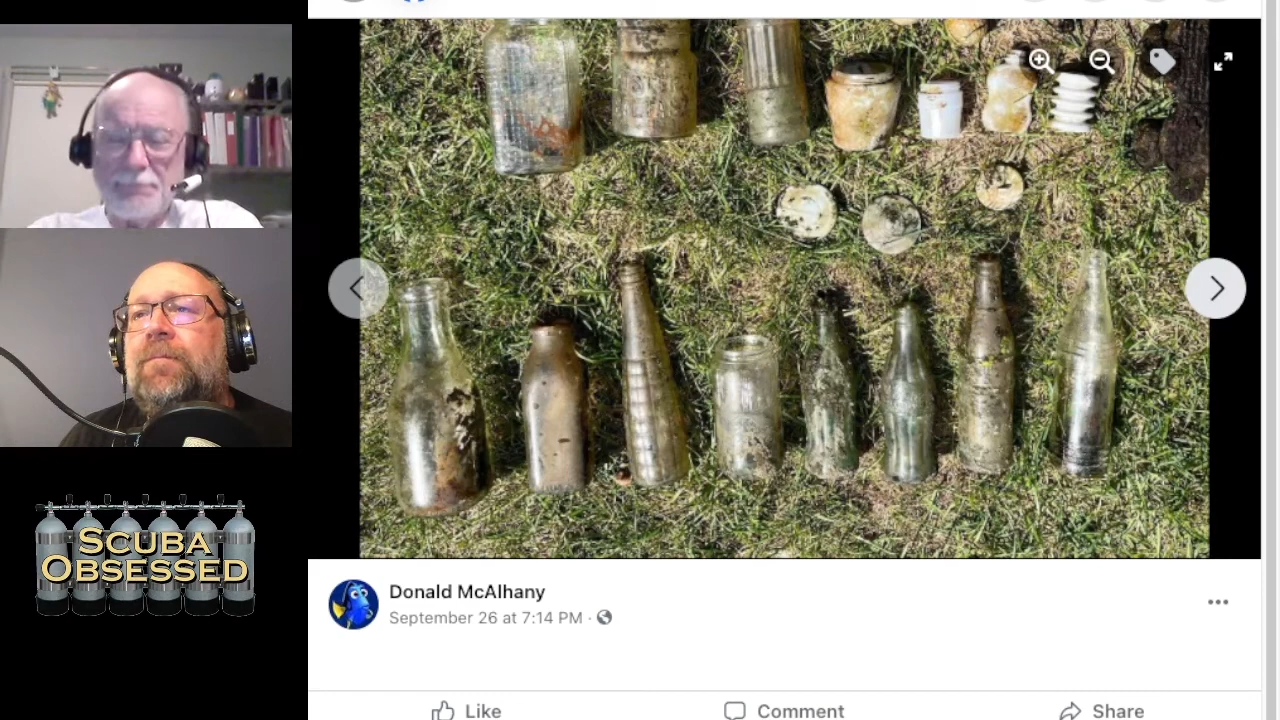 SCUBA
OBSESSED
Donald McAlhany
September 26 at 7:14 PM ·
Like
Comment
Share